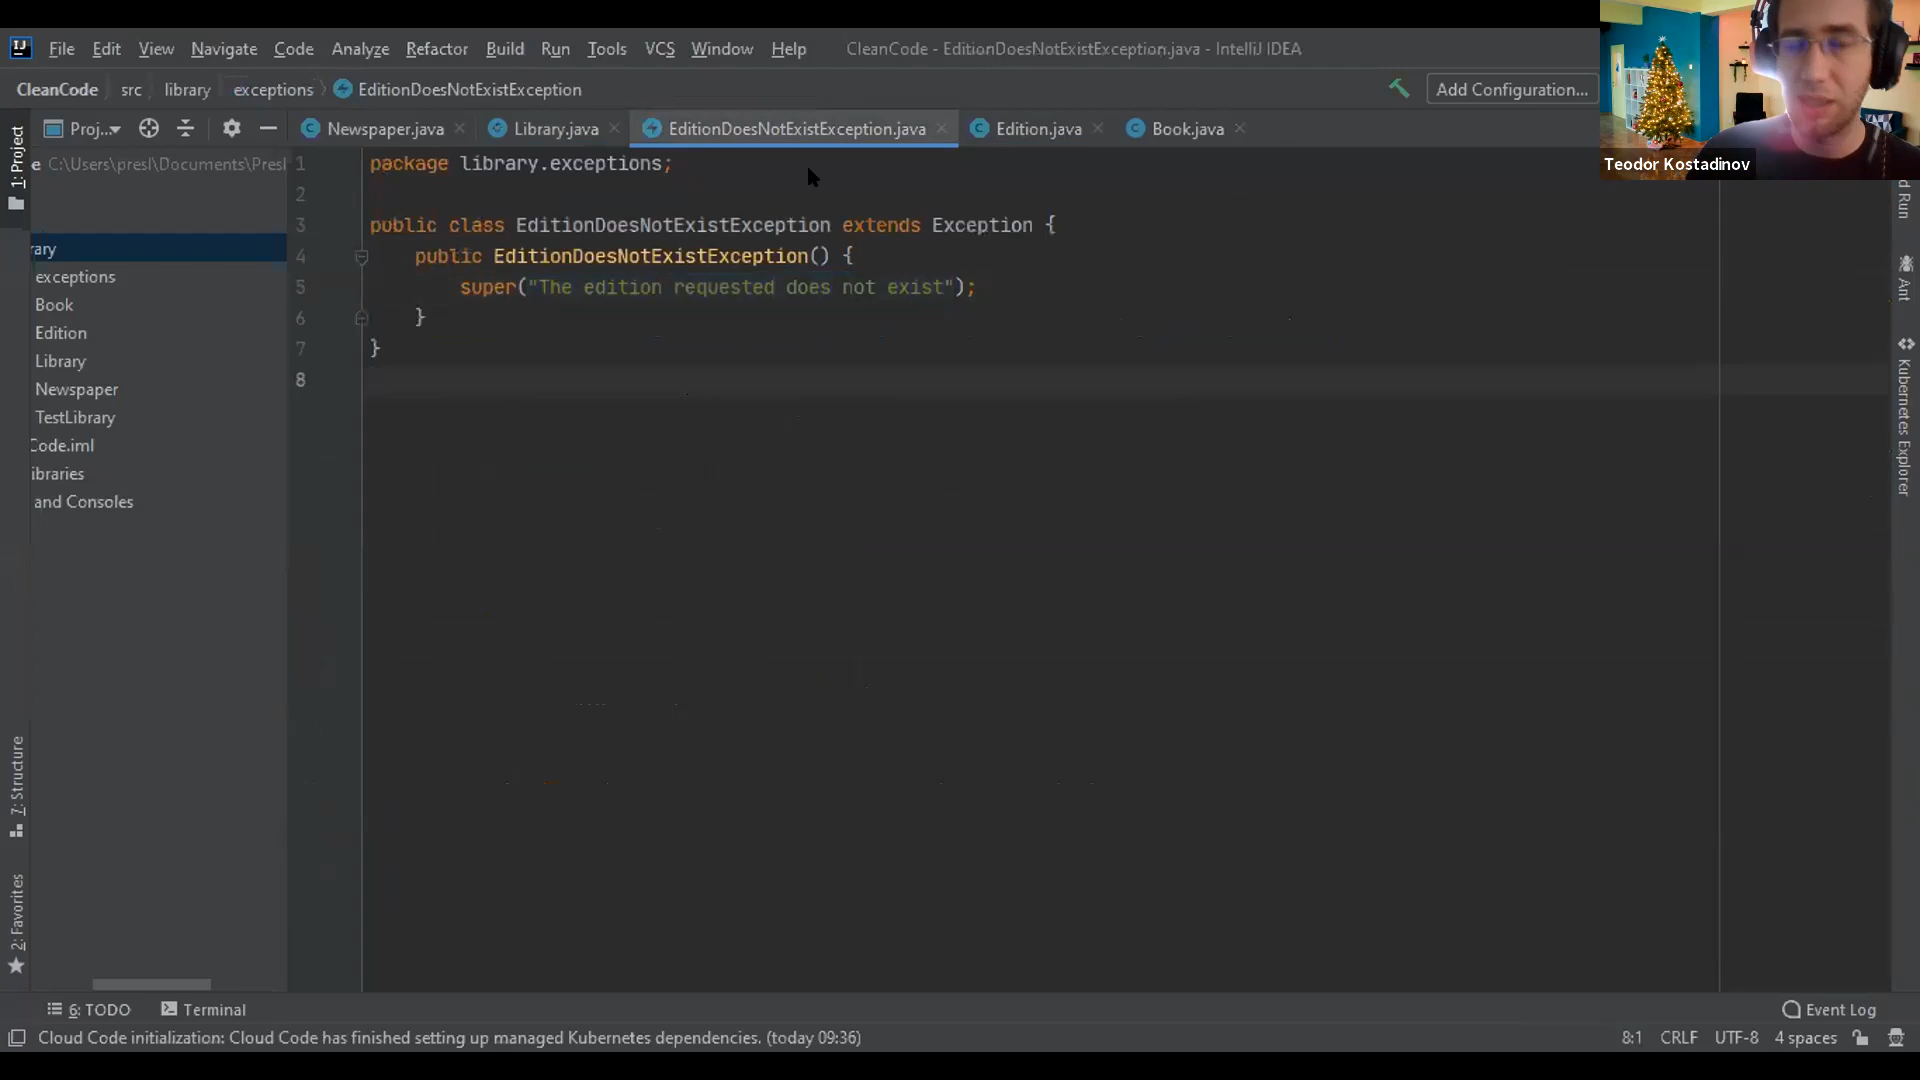 File Edit View Navigate Code Analyze Refactor Build Run Tools VCS Window Help CleanCode - EditionDoesNotExistException.java - IntelliJ IDEA
CleanCode src library exceptions EditionDoesNotExistException Add Configuration...
Teodor Kostadinov
Proj... Newspaper.java Library.java EditionDoesNotExistException.java Edition.java Book.java
1: Project
e C:\Users\presl\Documents\Presl
rary
exceptions
Book
Edition
Library
Newspaper
TestLibrary
Code.iml
ibraries
and Consoles
1 package library.exceptions;
2
3 public class EditionDoesNotExistException extends Exception {
4 public EditionDoesNotExistException() {
5 super("The edition requested does not exist");
6 }
7 }
8
d Run
Ant
Kubernetes Explorer
7: Structure
2: Favorites
6: TODO Terminal Event Log
Cloud Code initialization: Cloud Code has finished setting up managed Kubernetes dependencies. (today 09:36) 8:1 CRLF UTF-8 4 spaces